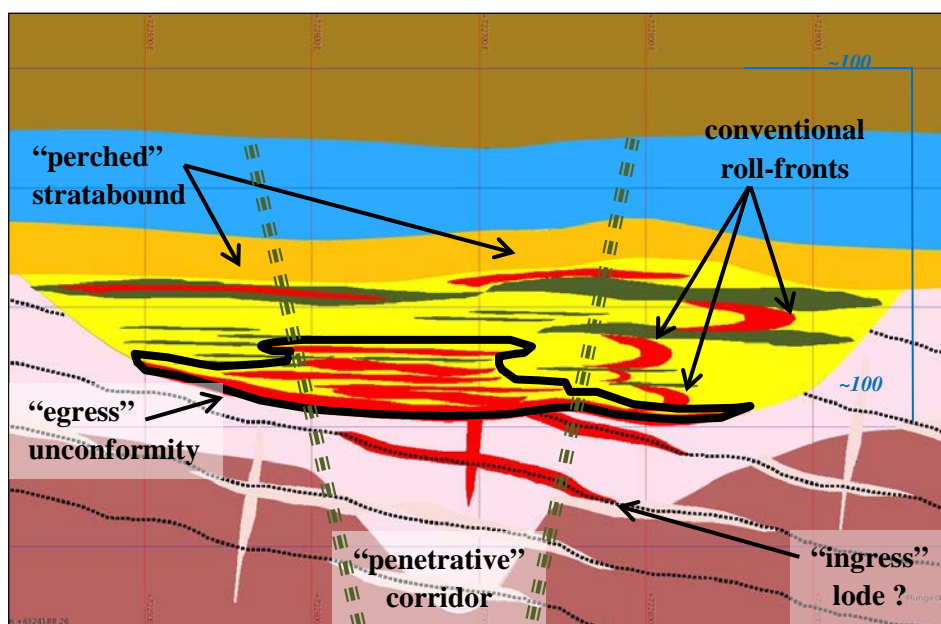 ~100
conventional
roll-fronts
“perched”
stratabound
~100
“egress”
unconformity
“penetrative”
corridor
“ingress”
lode ?